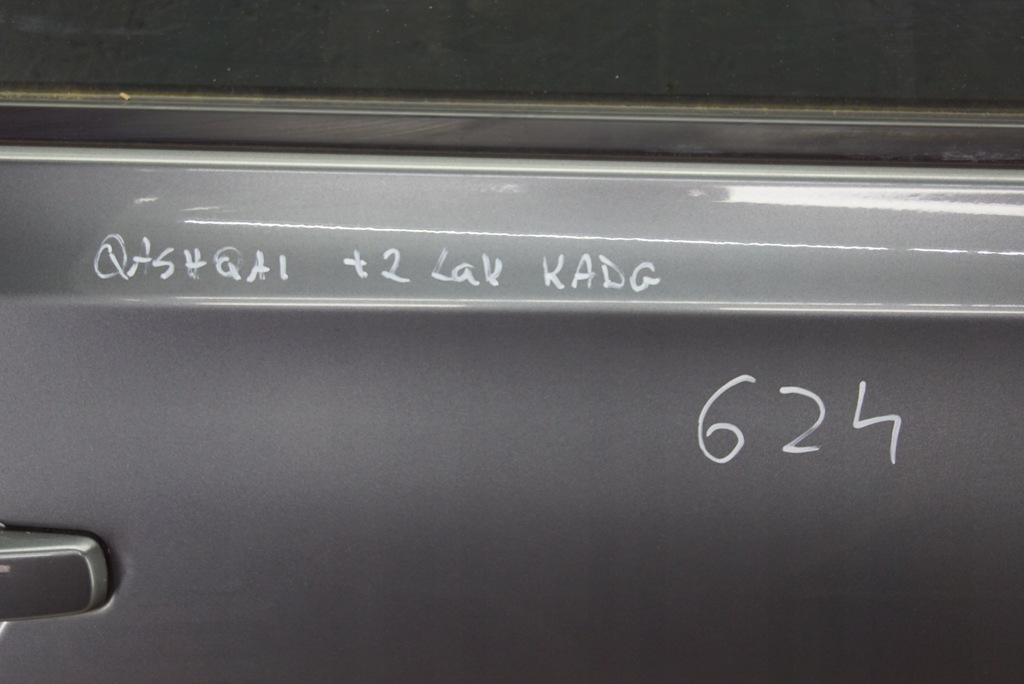 QASHQAI +2 Lak KADG
624